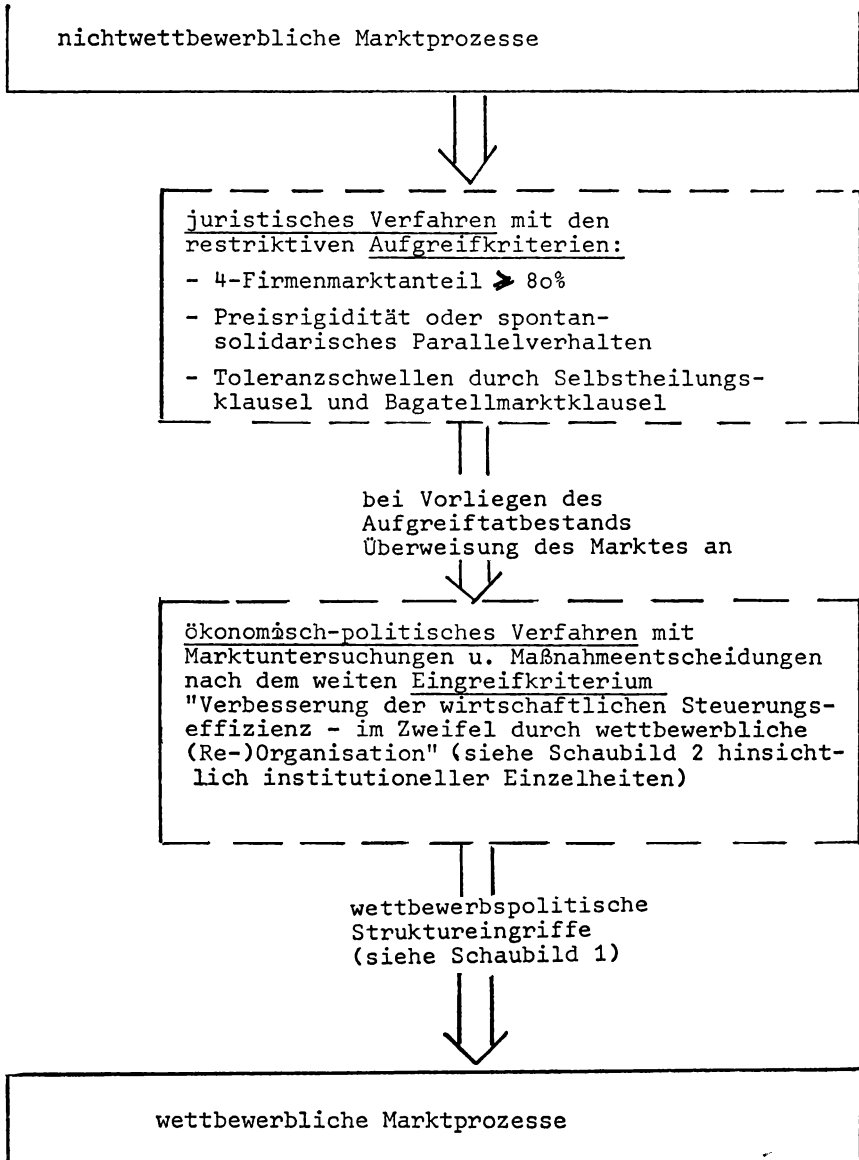 nichtwettbewerbliche Marktprozesse
juristisches Verfahren mit den
restriktiven Aufgreifkriterien:
- 4-Firmenmarktanteil ⩾ 8o%
- Preisrigidität oder spontan-
solidarisches Parallelverhalten
- Toleranzschwellen durch Selbstheilungs-
klausel und Bagatellmarktklausel
bei Vorliegen des
Aufgreiftatbestands
Überweisung des Marktes an
ökonomisch-politisches Verfahren mit
Marktuntersuchungen u. Maßnahmeentscheidungen
nach dem weiten Eingreifkriterium
"Verbesserung der wirtschaftlichen Steuerungs-
effizienz - im Zweifel durch wettbewerbliche
(Re-)Organisation" (siehe Schaubild 2 hinsicht-
lich institutioneller Einzelheiten)
wettbewerbspolitische
Struktureingriffe
(siehe Schaubild 1)
wettbewerbliche Marktprozesse